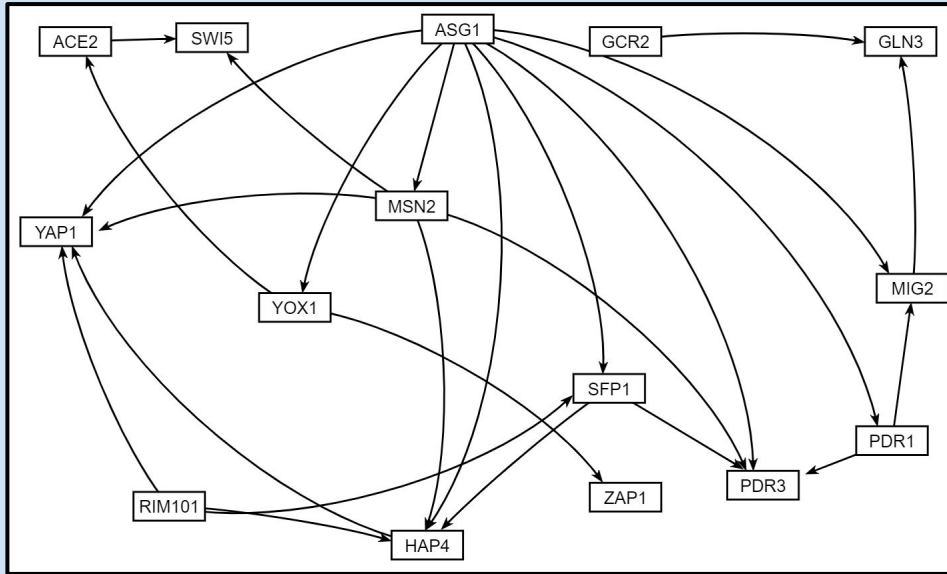 ACE2
SWI5
ASG1
GCR2
GLN3
MSN2
YAP1
MIG2
YOX1
SFP1
PDR1
PDR3
RIM101
ZAP1
HAP4